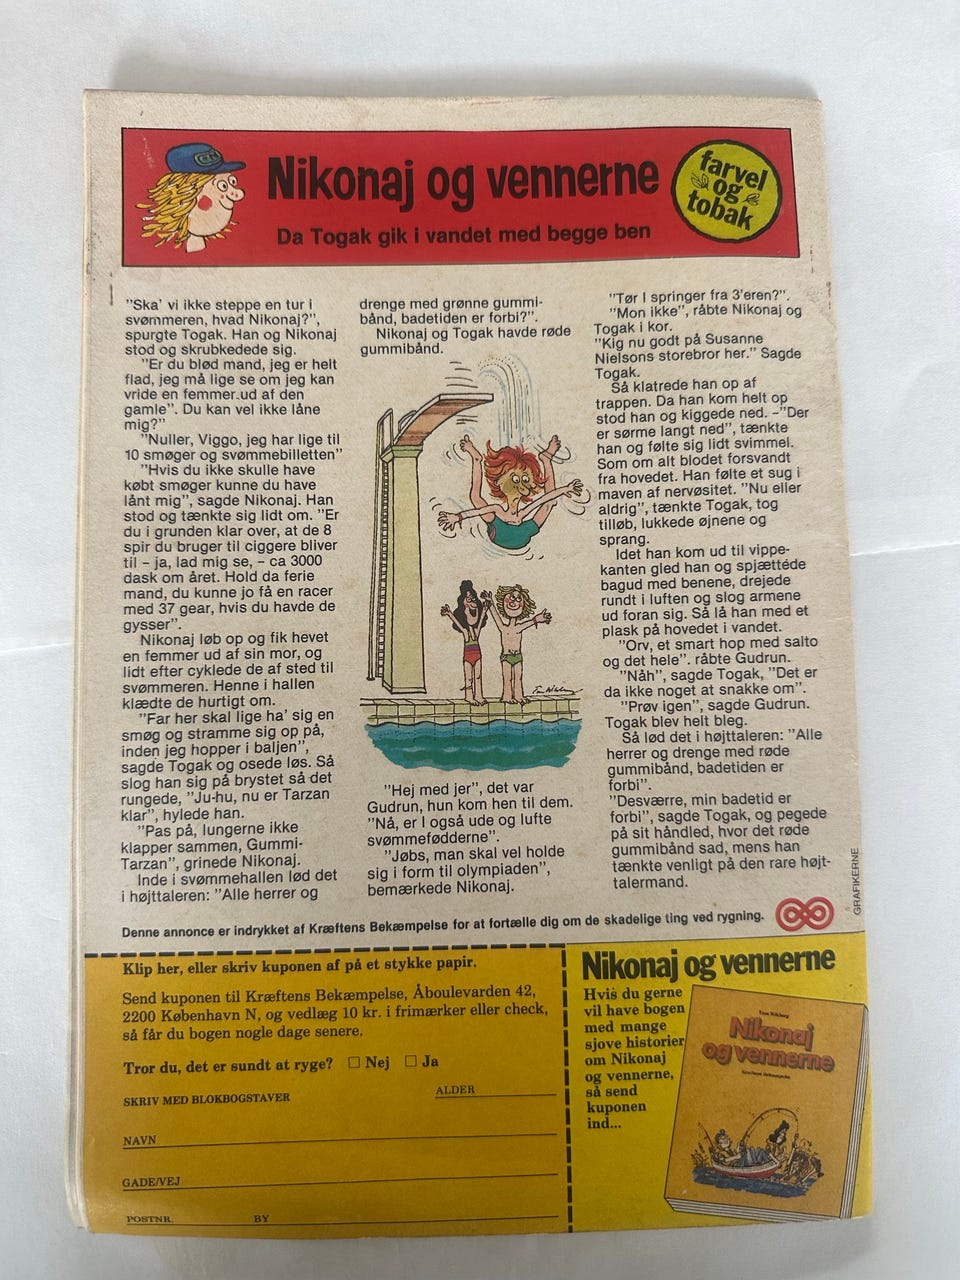 CK
Nikonaj og vennerne
Da Togak gik i vandet med begge ben
farvel
og
tobak
"Ska' vi ikke steppe en tur i
svømmeren, hvad Nikonaj?",
spurgte Togak. Han og Nikonaj
stod og skrubkedede sig.
"Er du blød mand, jeg er helt
flad, jeg må lige se om jeg kan
vride en femmer.ud af den
gamle". Du kan vel ikke låne
mig?"
"Nuller, Viggo, jeg har lige til
10 smøger og svømmebilletten"
"Hvis du ikke skulle have
købt smøger kunne du have
lånt mig", sagde Nikonaj. Han
stod og tænkte sig lidt om. "Er
du i grunden klar over, at de 8
spir du bruger til ciggere bliver
til – ja, lad mig se, – ca 3000
dask om året. Hold da ferie
mand, du kunne jo få en racer
med 37 gear, hvis du havde de
gysser".
Nikonaj løb op og fik hevet
en femmer ud af sin mor, og
lidt efter cyklede de af sted til
svømmeren. Henne i hallen
klædte de hurtigt om.
"Far her skal lige ha' sig en
smøg og stramme sig op på,
inden jeg hopper i baljen",
sagde Togak og osede løs. Så
slog han sig på brystet så det
rungede, "Ju-hu, nu er Tarzan
klar", hylede han.
"Pas på, lungerne ikke
klapper sammen, Gummi-
Tarzan", grinede Nikonaj.
Inde i svømmehallen lød det
i højttaleren: "Alle herrer og
drenge med grønne gummi-
bånd, badetiden er forbi?".
Nikonaj og Togak havde røde
gummibånd.
"Hej med jer", det var
Gudrun, hun kom hen til dem.
"Nå, er I også ude og lufte
svømmefødderne".
"Jøbs, man skal vel holde
sig i form til olympiaden",
bemærkede Nikonaj.
"Tør I springer fra 3'eren?".
"Mon ikke", råbte Nikonaj og
Togak i kor.
"Kig nu godt på Susanne
Nielsons storebror her." Sagde
Togak.
Så klatrede han op af
trappen. Da han kom helt op
stod han og kiggede ned. –"Der
er sørme langt ned", tænkte
han og følte sig lidt svimmel.
Som om alt blodet forsvandt
fra hovedet. Han følte et sug i
maven af nervøsitet. "Nu eller
aldrig", tænkte Togak, tog
tilløb, lukkede øjnene og
sprang.
Idet han kom ud til vippe-
kanten gled han og spjættede
bagud med benene, drejede
rundt i luften og slog armene
ud foran sig. Så lå han med et
plask på hovedet i vandet.
"Orv, et smart hop med salto
og det hele". råbte Gudrun.
"Nåh", sagde Togak, "Det er
da ikke noget at snakke om".
"Prøv igen", sagde Gudrun.
Togak blev helt bleg.
Så lød det i højttaleren: "Alle
herrer og drenge med røde
gummibånd, badetiden er
forbi".
"Desværre, min badetid er
forbi", sagde Togak, og pegede
på sit håndled, hvor det røde
gummibånd sad, mens han
tænkte venligt på den rare højt-
talermand.
GRAFIKERNE
Denne annonce er indrykket af Kræftens Bekæmpelse for at fortælle dig om de skadelige ting ved rygning.
Klip her, eller skriv kuponen af på et stykke papir.
Send kuponen til Kræftens Bekæmpelse, Åboulevarden 42,
2200 København N, og vedlæg 10 kr. i frimærker eller check,
så får du bogen nogle dage senere.
Tror du, det er sundt at ryge? □ Nej □ Ja
SKRIV MED BLOKBOGSTAVER
ALDER
NAVN
GADE/VEJ
POSTNR. BY
Nikonaj og vennerne
Hvis du gerne
vil have bogen
med mange
sjove historier
om Nikonaj
og vennerne,
så send
kuponen
ind...
Nikonaj
og vennerne